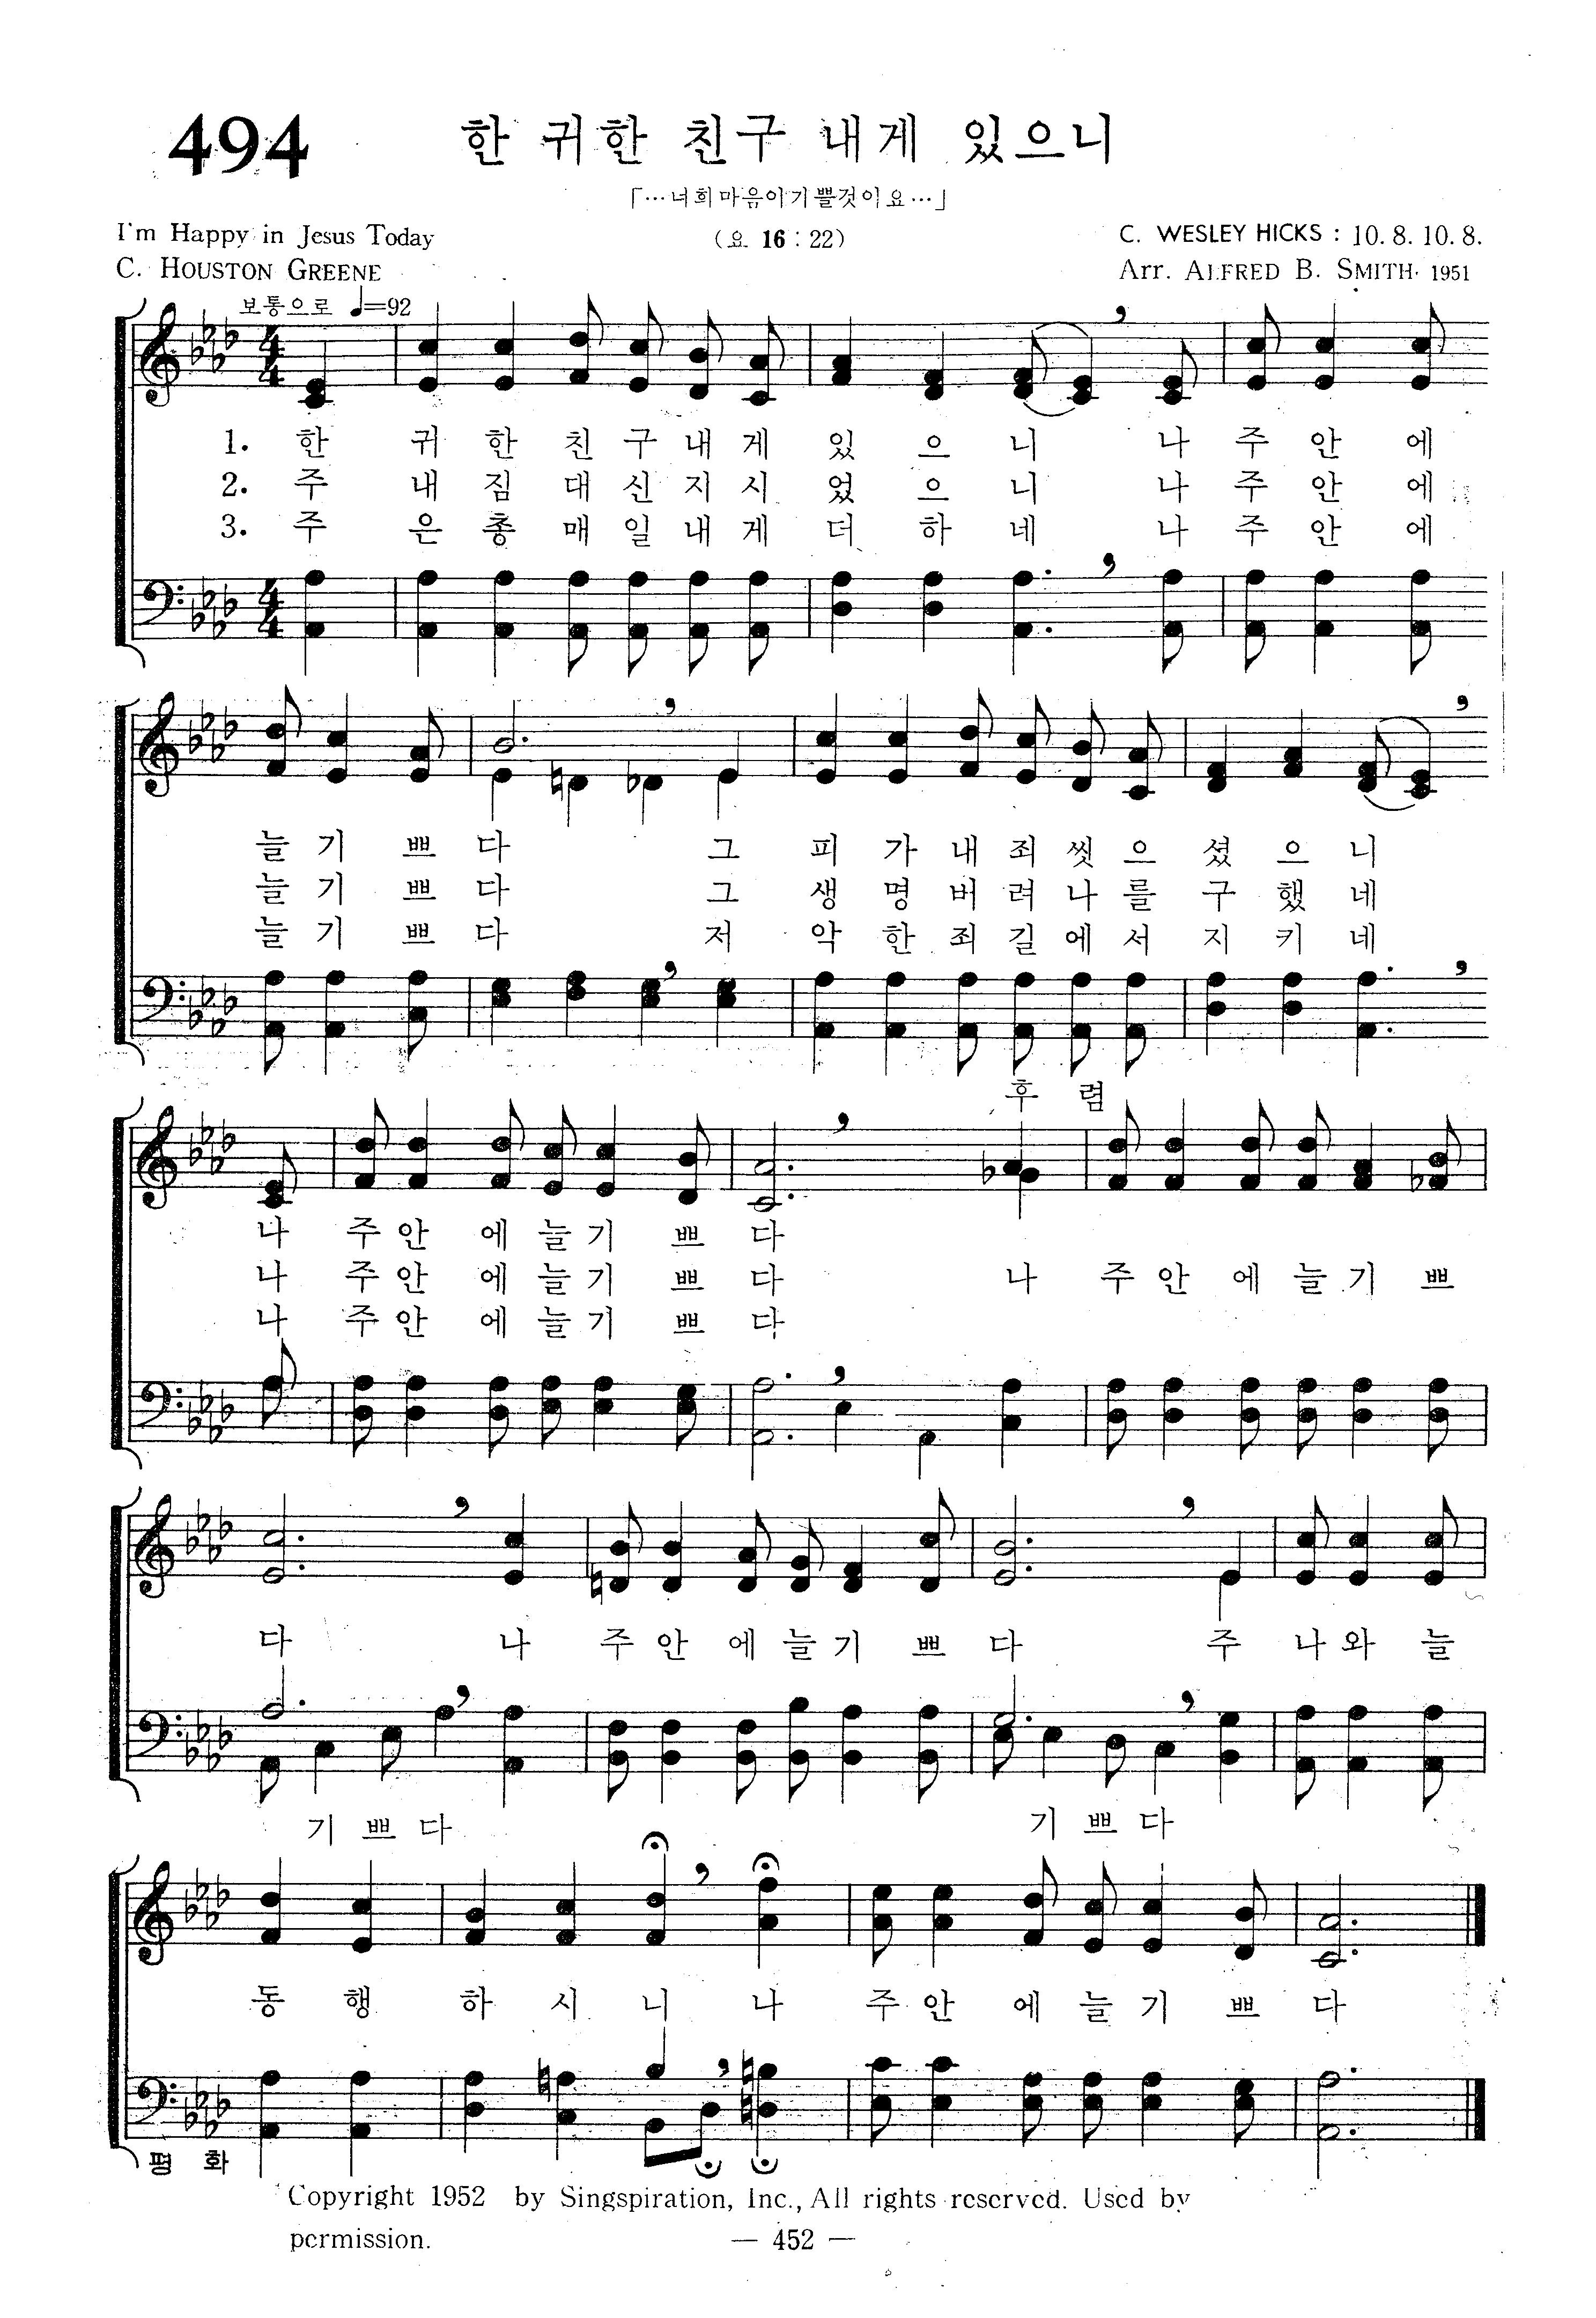 494 한 귀한 친구 내게 있으니
「…너희마음이기쁠것이요…」
I'm Happy in Jesus Today (요 16 : 22) C. WESLEY HICKS : 10. 8. 10. 8.
C. HOUSTON GREENE Arr. ALFRED B. SMITH, 1951
보통으로 ♩=92
1. 한 귀 한 친 구 내 게 있 으 니 나 주 안 에
2. 주 내 짐 대 신 지 시 었 으 니 나 주 안 에
3. 주 은 총 매 일 내 게 더 하 네 나 주 안 에
늘 기 쁘 다 그 피 가 내 죄 씻 으 셨 으 니
늘 기 쁘 다 그 생 명 버 려 나 를 구 했 네
늘 기 쁘 다 저 악 한 죄 길 에 서 지 키 네
후 렴
나 주 안 에 늘 기 쁘 다
나 주 안 에 늘 기 쁘 다 나 주 안 에 늘 기 쁘
나 주 안 에 늘 기 쁘 다
다 나 주 안 에 늘 기 쁘 다 주 나 와 늘
기 쁘 다 기 쁘 다
동 행 하 시 니 나 주 안 에 늘 기 쁘 다
평 화
Copyright 1952 by Singspiration, Inc., All rights reserved. Used by
permission.
— 452 —